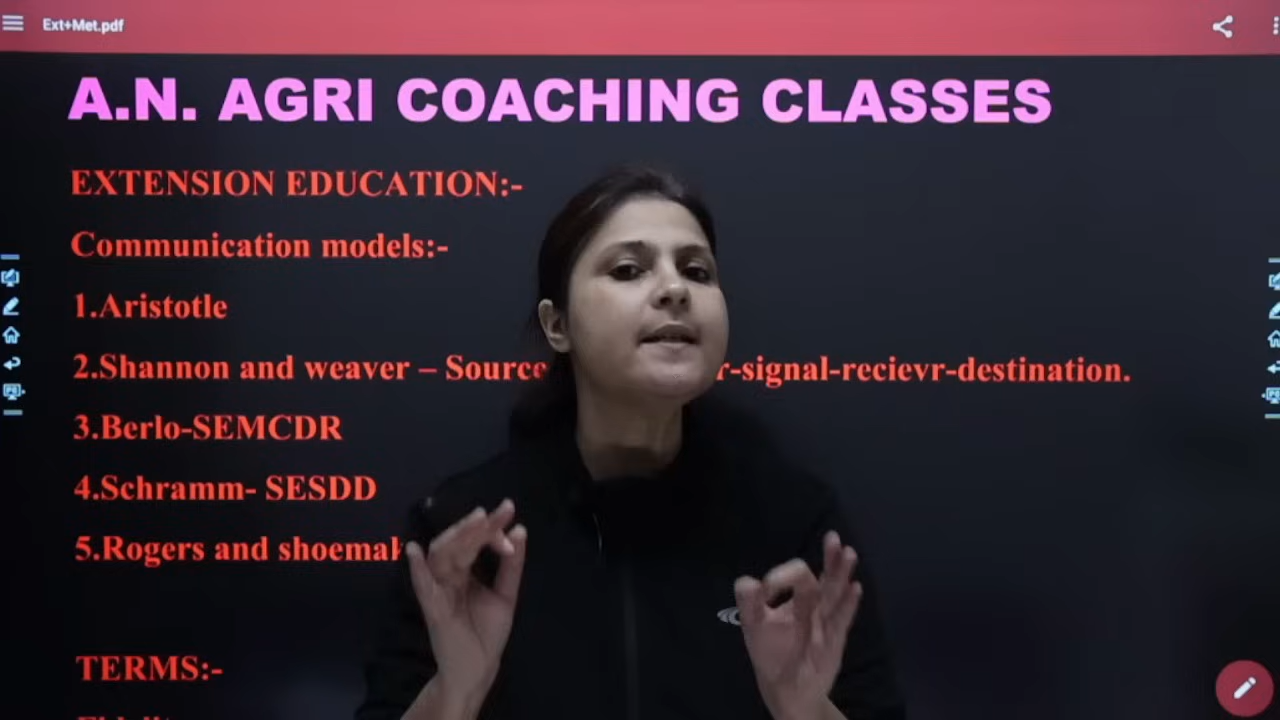 Ext+Met.pdf
A.N. AGRI COACHING CLASSES
EXTENSION EDUCATION:-
Communication models:-
1.Aristotle
2.Shannon and weaver – Source r-signal-recievr-destination.
3.Berlo-SEMCDR
4.Schramm- SESDD
5.Rogers and shoemak
TERMS:-